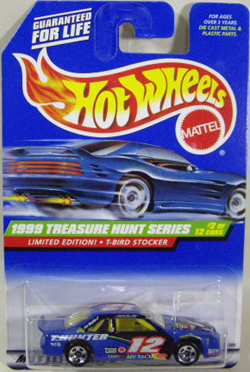 GUARANTEED
FOR LIFE
FOR AGES
OVER 3 YEARS.
DIE CAST METAL &
PLASTIC PARTS.
HOT WHEELS
MATTEL
1999 TREASURE HUNT SERIES
#2 OF
12 CARS
LIMITED EDITION! • T-BIRD STOCKER
T.HUNTER
12